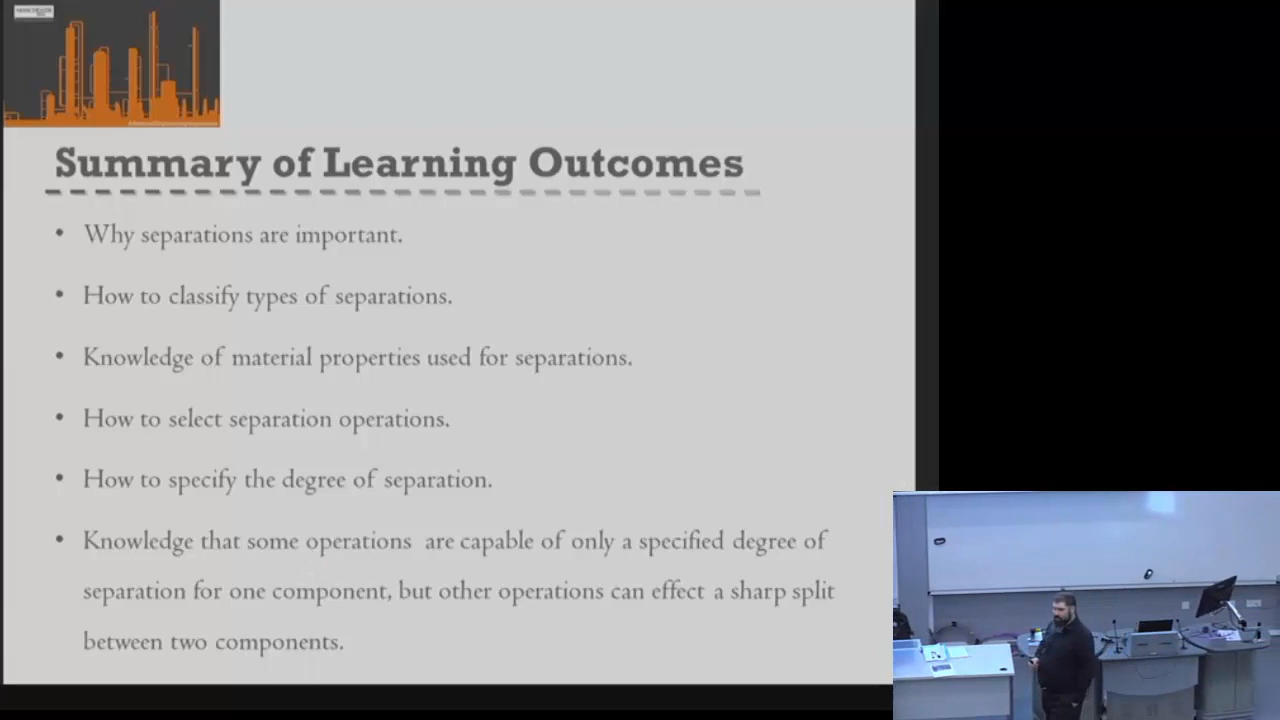 Summary of Learning Outcomes
• Why separations are important.
• How to classify types of separations.
• Knowledge of material properties used for separations.
• How to select separation operations.
• How to specify the degree of separation.
• Knowledge that some operations are capable of only a specified degree of
separation for one component, but other operations can effect a sharp split
between two components.